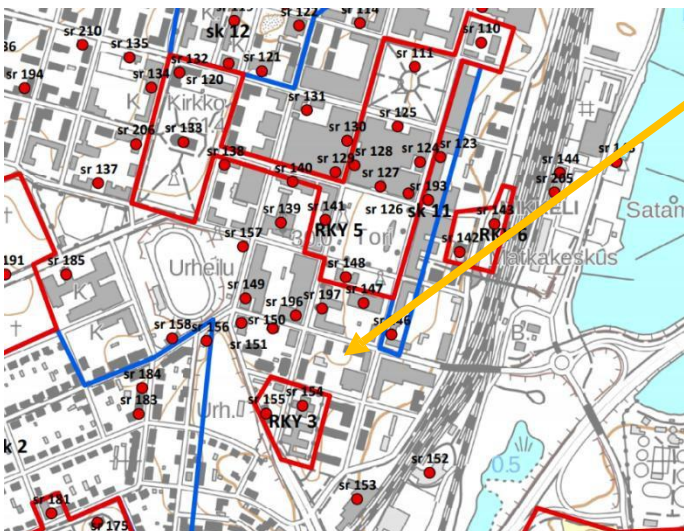 sr 119
sr 122
sr 114
sr 110
K
sk 12
sr 210
sr 135
sr 132
sr 121
sr 111
sr 194
sr 134
sr 120
K
Kirkko
sr 131
sr 125
sr 206
sr 133
sr 130
sr 138
sr 129
sr 128
sr 124
sr 123
sr 144
sr 137
sr 140
sr 127
sr 205
sr 126
sr 193
sk 11
sr 139
sr 141
sr 143
RKY 5
Tori
RKY 6
Satam
sr 157
sr 142
Matkakeskus
191
sr 185
Urheilu
sr 148
K
sr 149
sr 147
sr 196
sr 197
K
sr 158
sr 156
sr 150
sr 151
B
sr 184
sr 183
Urh.
sr 155
sr 154
RKY 3
k 2
sr 152
0.5
sr 153
sr 181
sr 175